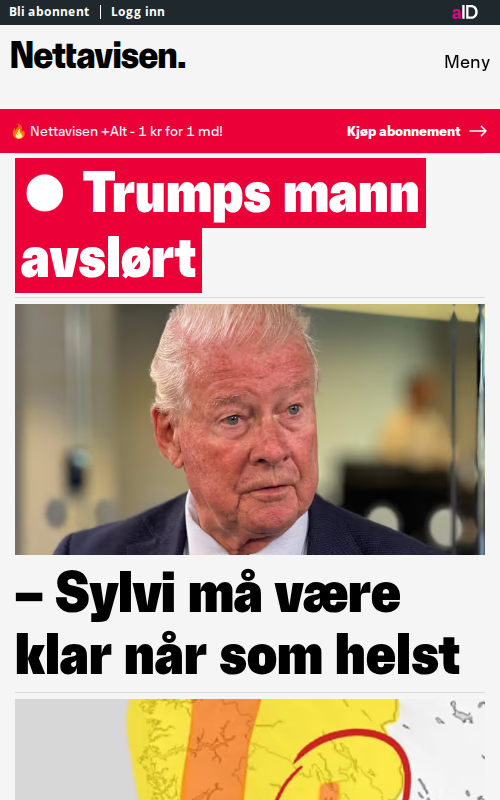 Bli abonnent | Logg inn
aID
Nettavisen.
Meny
🔥 Nettavisen +Alt - 1 kr for 1 md!
Kjøp abonnement →
Trumps mann
avslørt
– Sylvi må være
klar når som helst